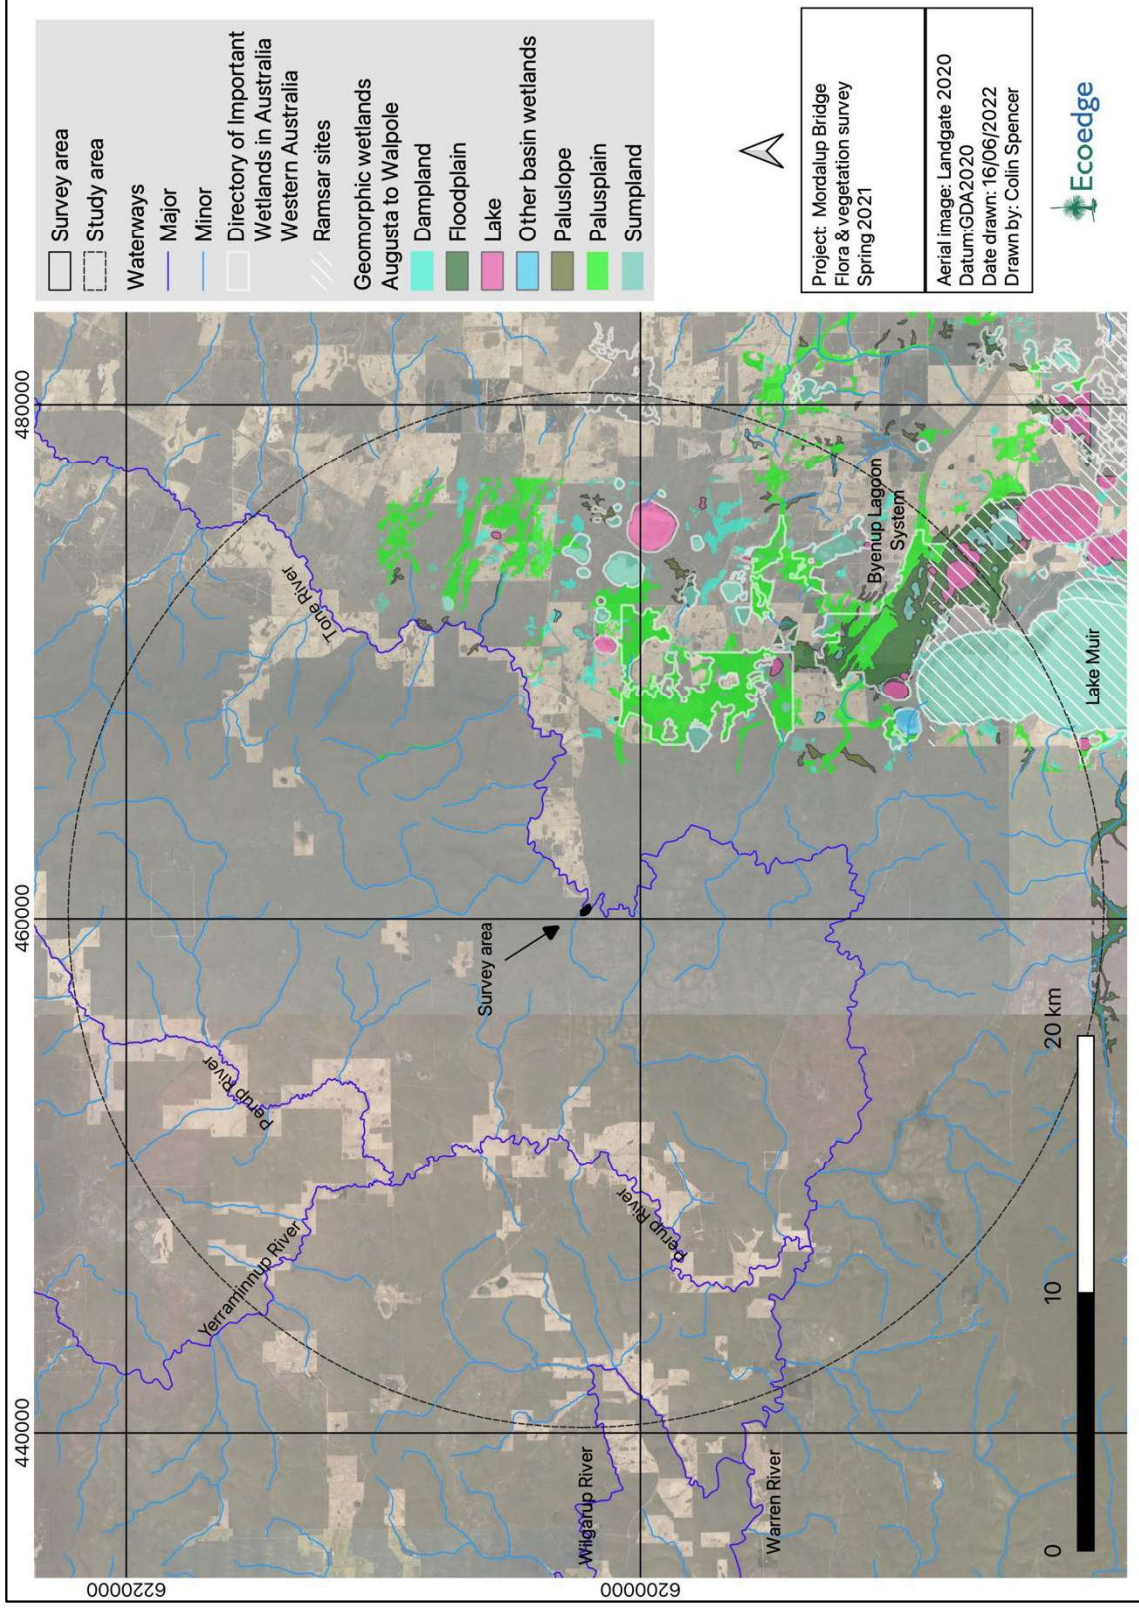 440000
460000
480000
6220000
6200000
Yerraminnup River
Perup River
Tone River
Survey area
Perup River
Wilgarup River
Warren River
Byenup Lagoon
System
Lake Muir
0
10
20 km
Survey area
Study area
Waterways
Major
Minor
Directory of Important
Wetlands in Australia
Western Australia
Ramsar sites
Geomorphic wetlands
Augusta to Walpole
Dampland
Floodplain
Lake
Other basin wetlands
Paluslope
Palusplain
Sumpland
Project: Mordalup Bridge
Flora & vegetation survey
Spring 2021
Aerial image: Landgate 2020
Datum:GDA2020
Date drawn: 16/06/2022
Drawn by: Colin Spencer
Ecoedge